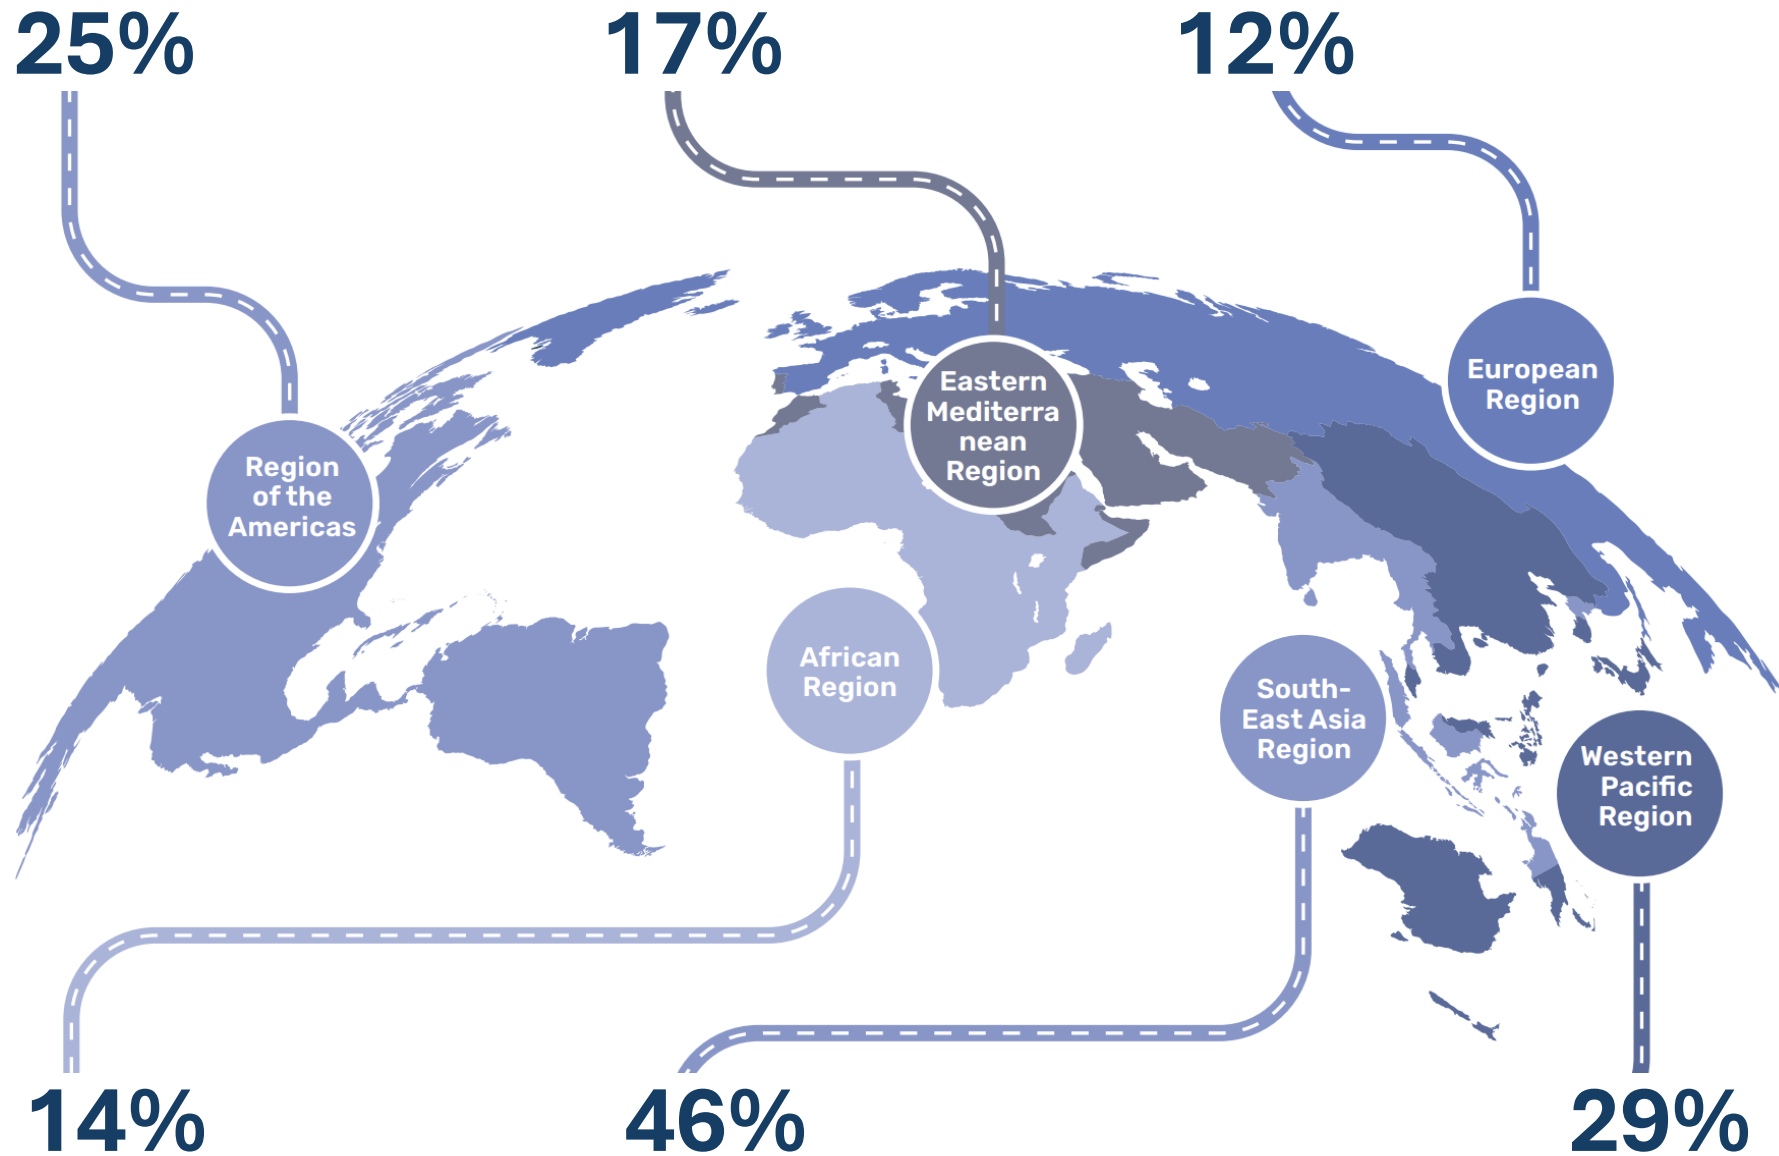 25%
17%
12%
Eastern
Mediterra
nean
Region
European
Region
Region
of the
Americas
African
Region
South-
East Asia
Region
Western
Pacific
Region
14%
46%
29%